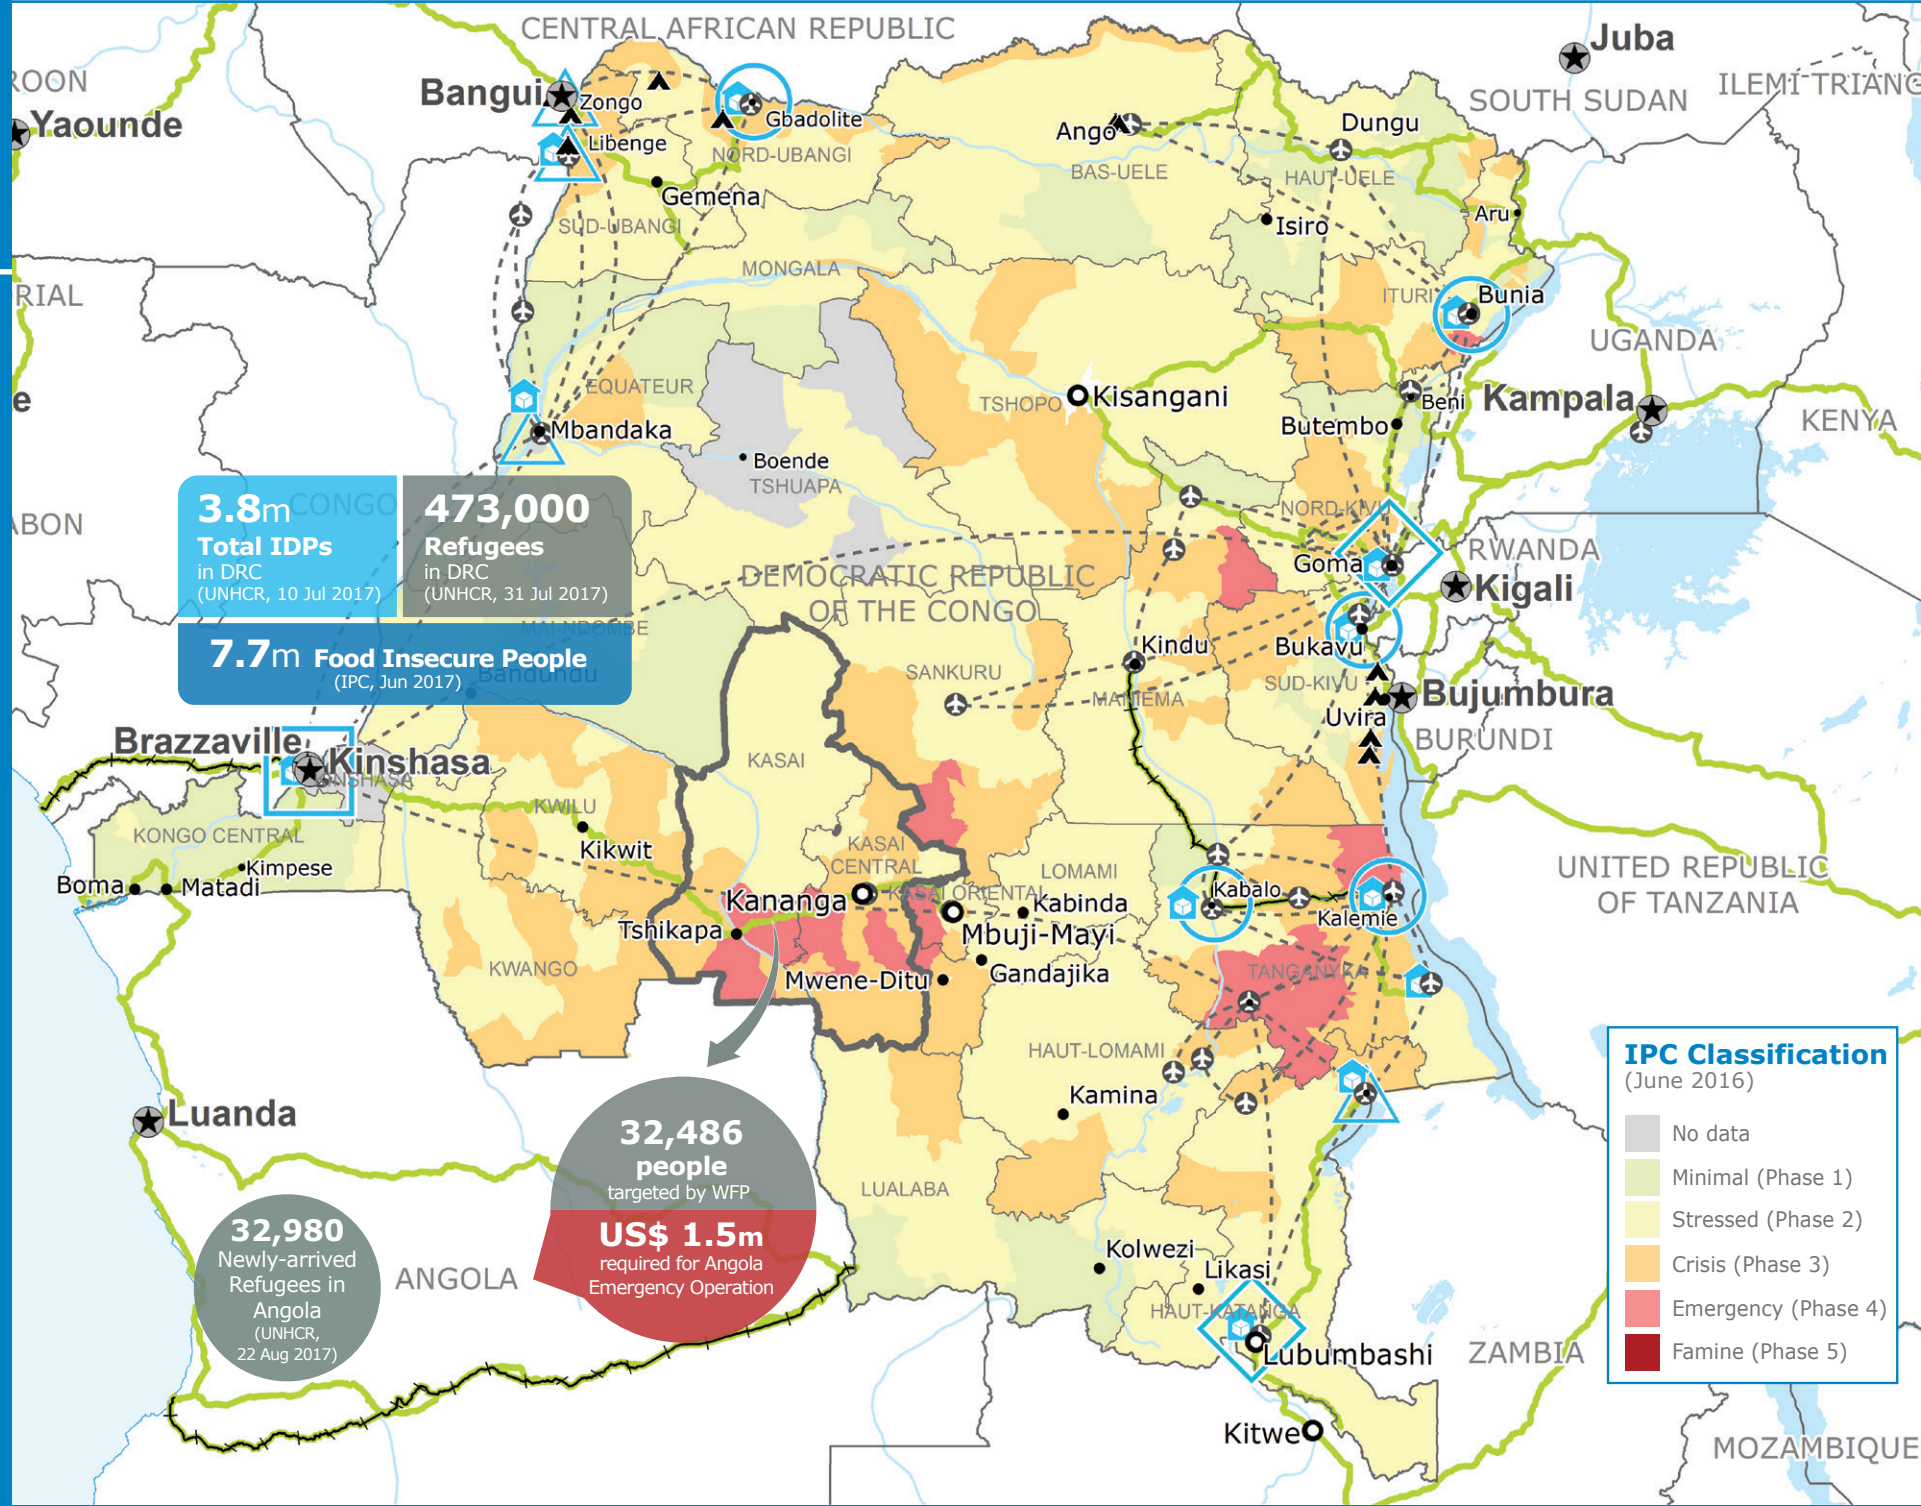 CENTRAL AFRICAN REPUBLIC
Juba
ROON
ILEMI TRIANG
SOUTH SUDAN
Bangui
Zongo
Yaounde
Gbadolite
Ango
Dungu
Libenge
NORD-UBANGI
BAS-UELE
HAUT-UELE
Gemena
Aru
SUD-UBANGI
Isiro
MONGALA
RIAL
ITURI
Bunia
UGANDA
EQUATEUR
e
TSHOPO
Kisangani
Beni
Kampala
KENYA
Mbandaka
Butembo
Boende
TSHUAPA
3.8m
Total IDPs
in DRC
(UNHCR, 10 Jul 2017)
CONGO
473,000
Refugees
in DRC
(UNHCR, 31 Jul 2017)
NORD-KIVU
ABON
RWANDA
Goma
DEMOCRATIC REPUBLIC
OF THE CONGO
Kigali
MAI-NDOMBE
7.7m Food Insecure People
(IPC, Jun 2017)
Bandundu
Kindu
Bukavu
SANKURU
SUD-KIVU
MANIEMA
Bujumbura
Uvira
BURUNDI
Brazzaville
Kinshasa
KINSHASA
KASAI
KWILU
KONGO CENTRAL
Kikwit
KASAI
CENTRAL
LOMAMI
Kimpese
UNITED REPUBLIC
OF TANZANIA
Boma
Matadi
Kananga
KASAI ORIENTAL
Kabinda
Kabalo
Kalemie
Tshikapa
Mbuji-Mayi
KWANGO
Mwene-Ditu
Gandajika
TANGANYKA
HAUT-LOMAMI
IPC Classification
(June 2016)
No data
Minimal (Phase 1)
Stressed (Phase 2)
Crisis (Phase 3)
Emergency (Phase 4)
Famine (Phase 5)
Kamina
Luanda
32,486
people
targeted by WFP
US$ 1.5m
required for Angola
Emergency Operation
LUALABA
32,980
Newly-arrived
Refugees in
Angola
(UNHCR,
22 Aug 2017)
ANGOLA
Kolwezi
Likasi
HAUT-KATANGA
Lubumbashi
ZAMBIA
Kitwe
MOZAMBIQUE